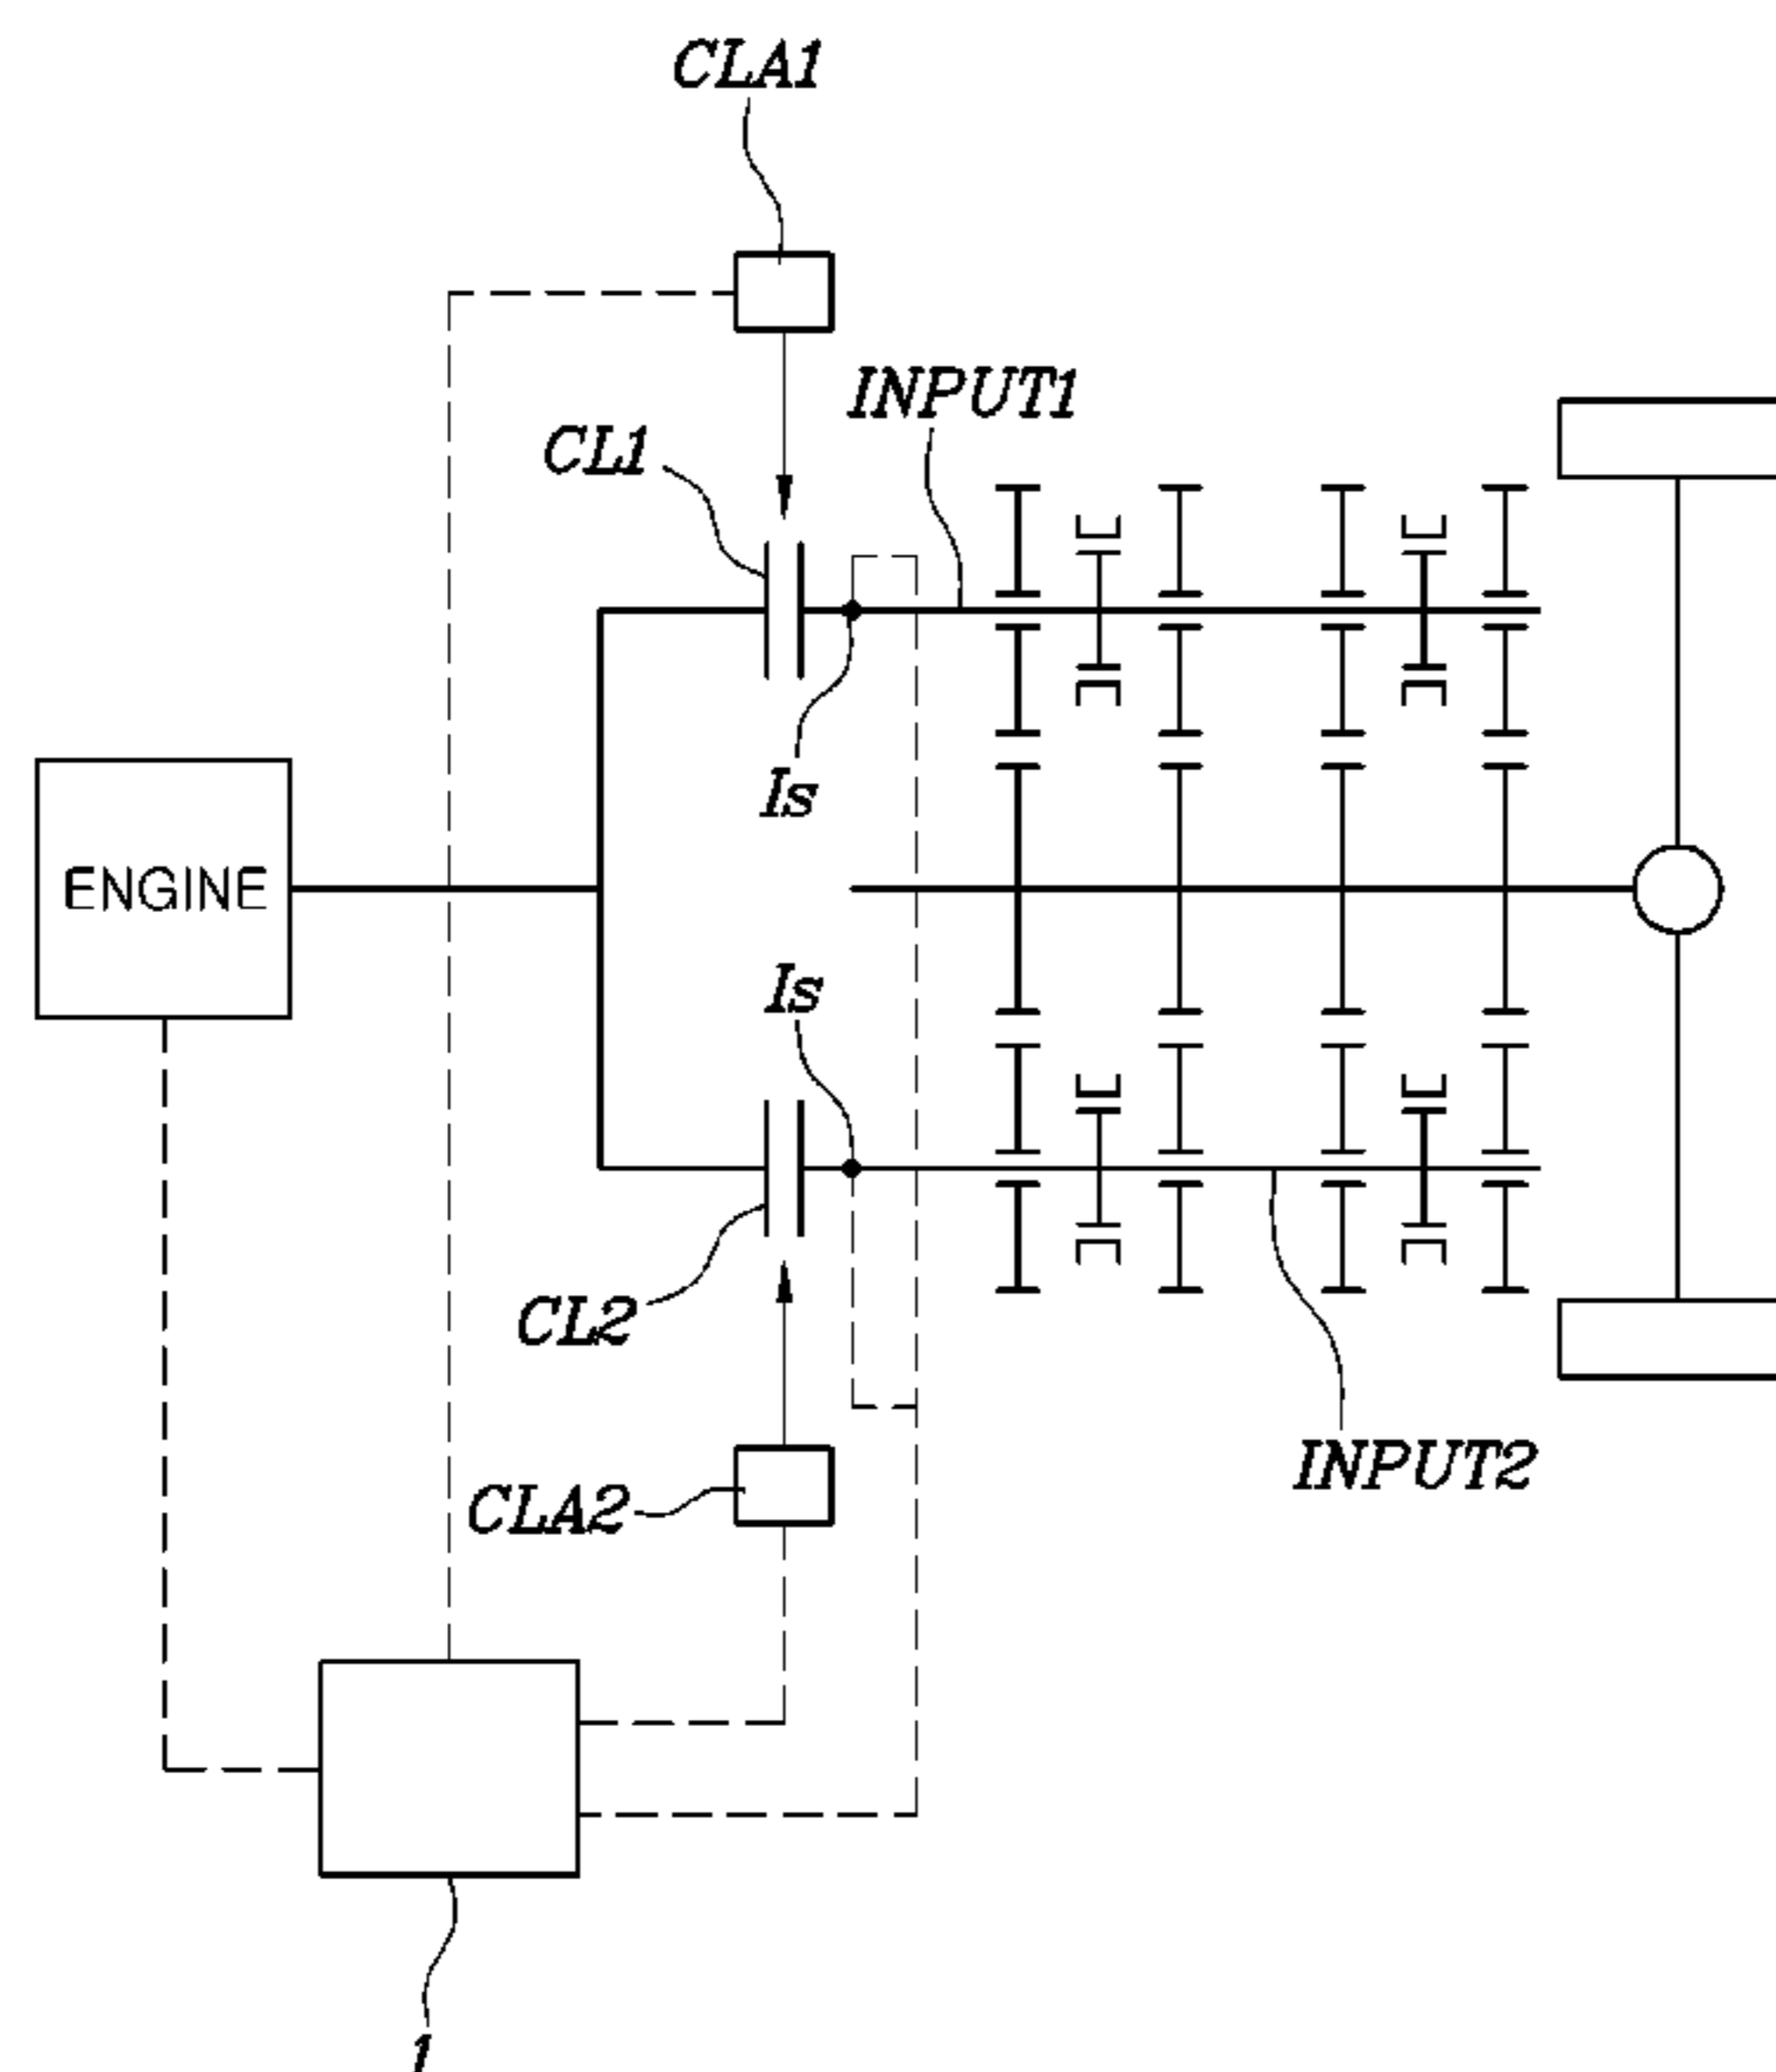 CLA1
INPUT1
CL1
Is
ENGINE
Is
CL2
INPUT2
CLA2
1